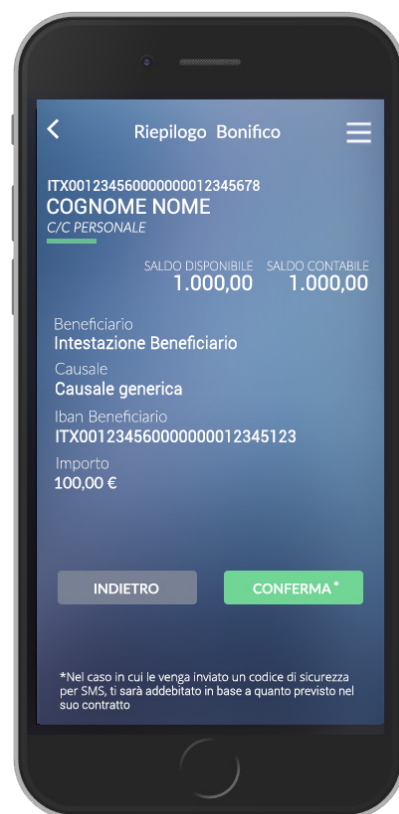 Riepilogo Bonifico
ITX001234560000000012345678
COGNOME NOME
C/C PERSONALE
SALDO DISPONIBILE SALDO CONTABILE
1.000,00 1.000,00
Beneficiario
Intestazione Beneficiario
Causale
Causale generica
Iban Beneficiario
ITX001234560000000012345123
Importo
100,00 €
INDIETRO CONFERMA*
*Nel caso in cui le venga inviato un codice di sicurezza
per SMS, ti sarà addebitato in base a quanto previsto nel
suo contratto